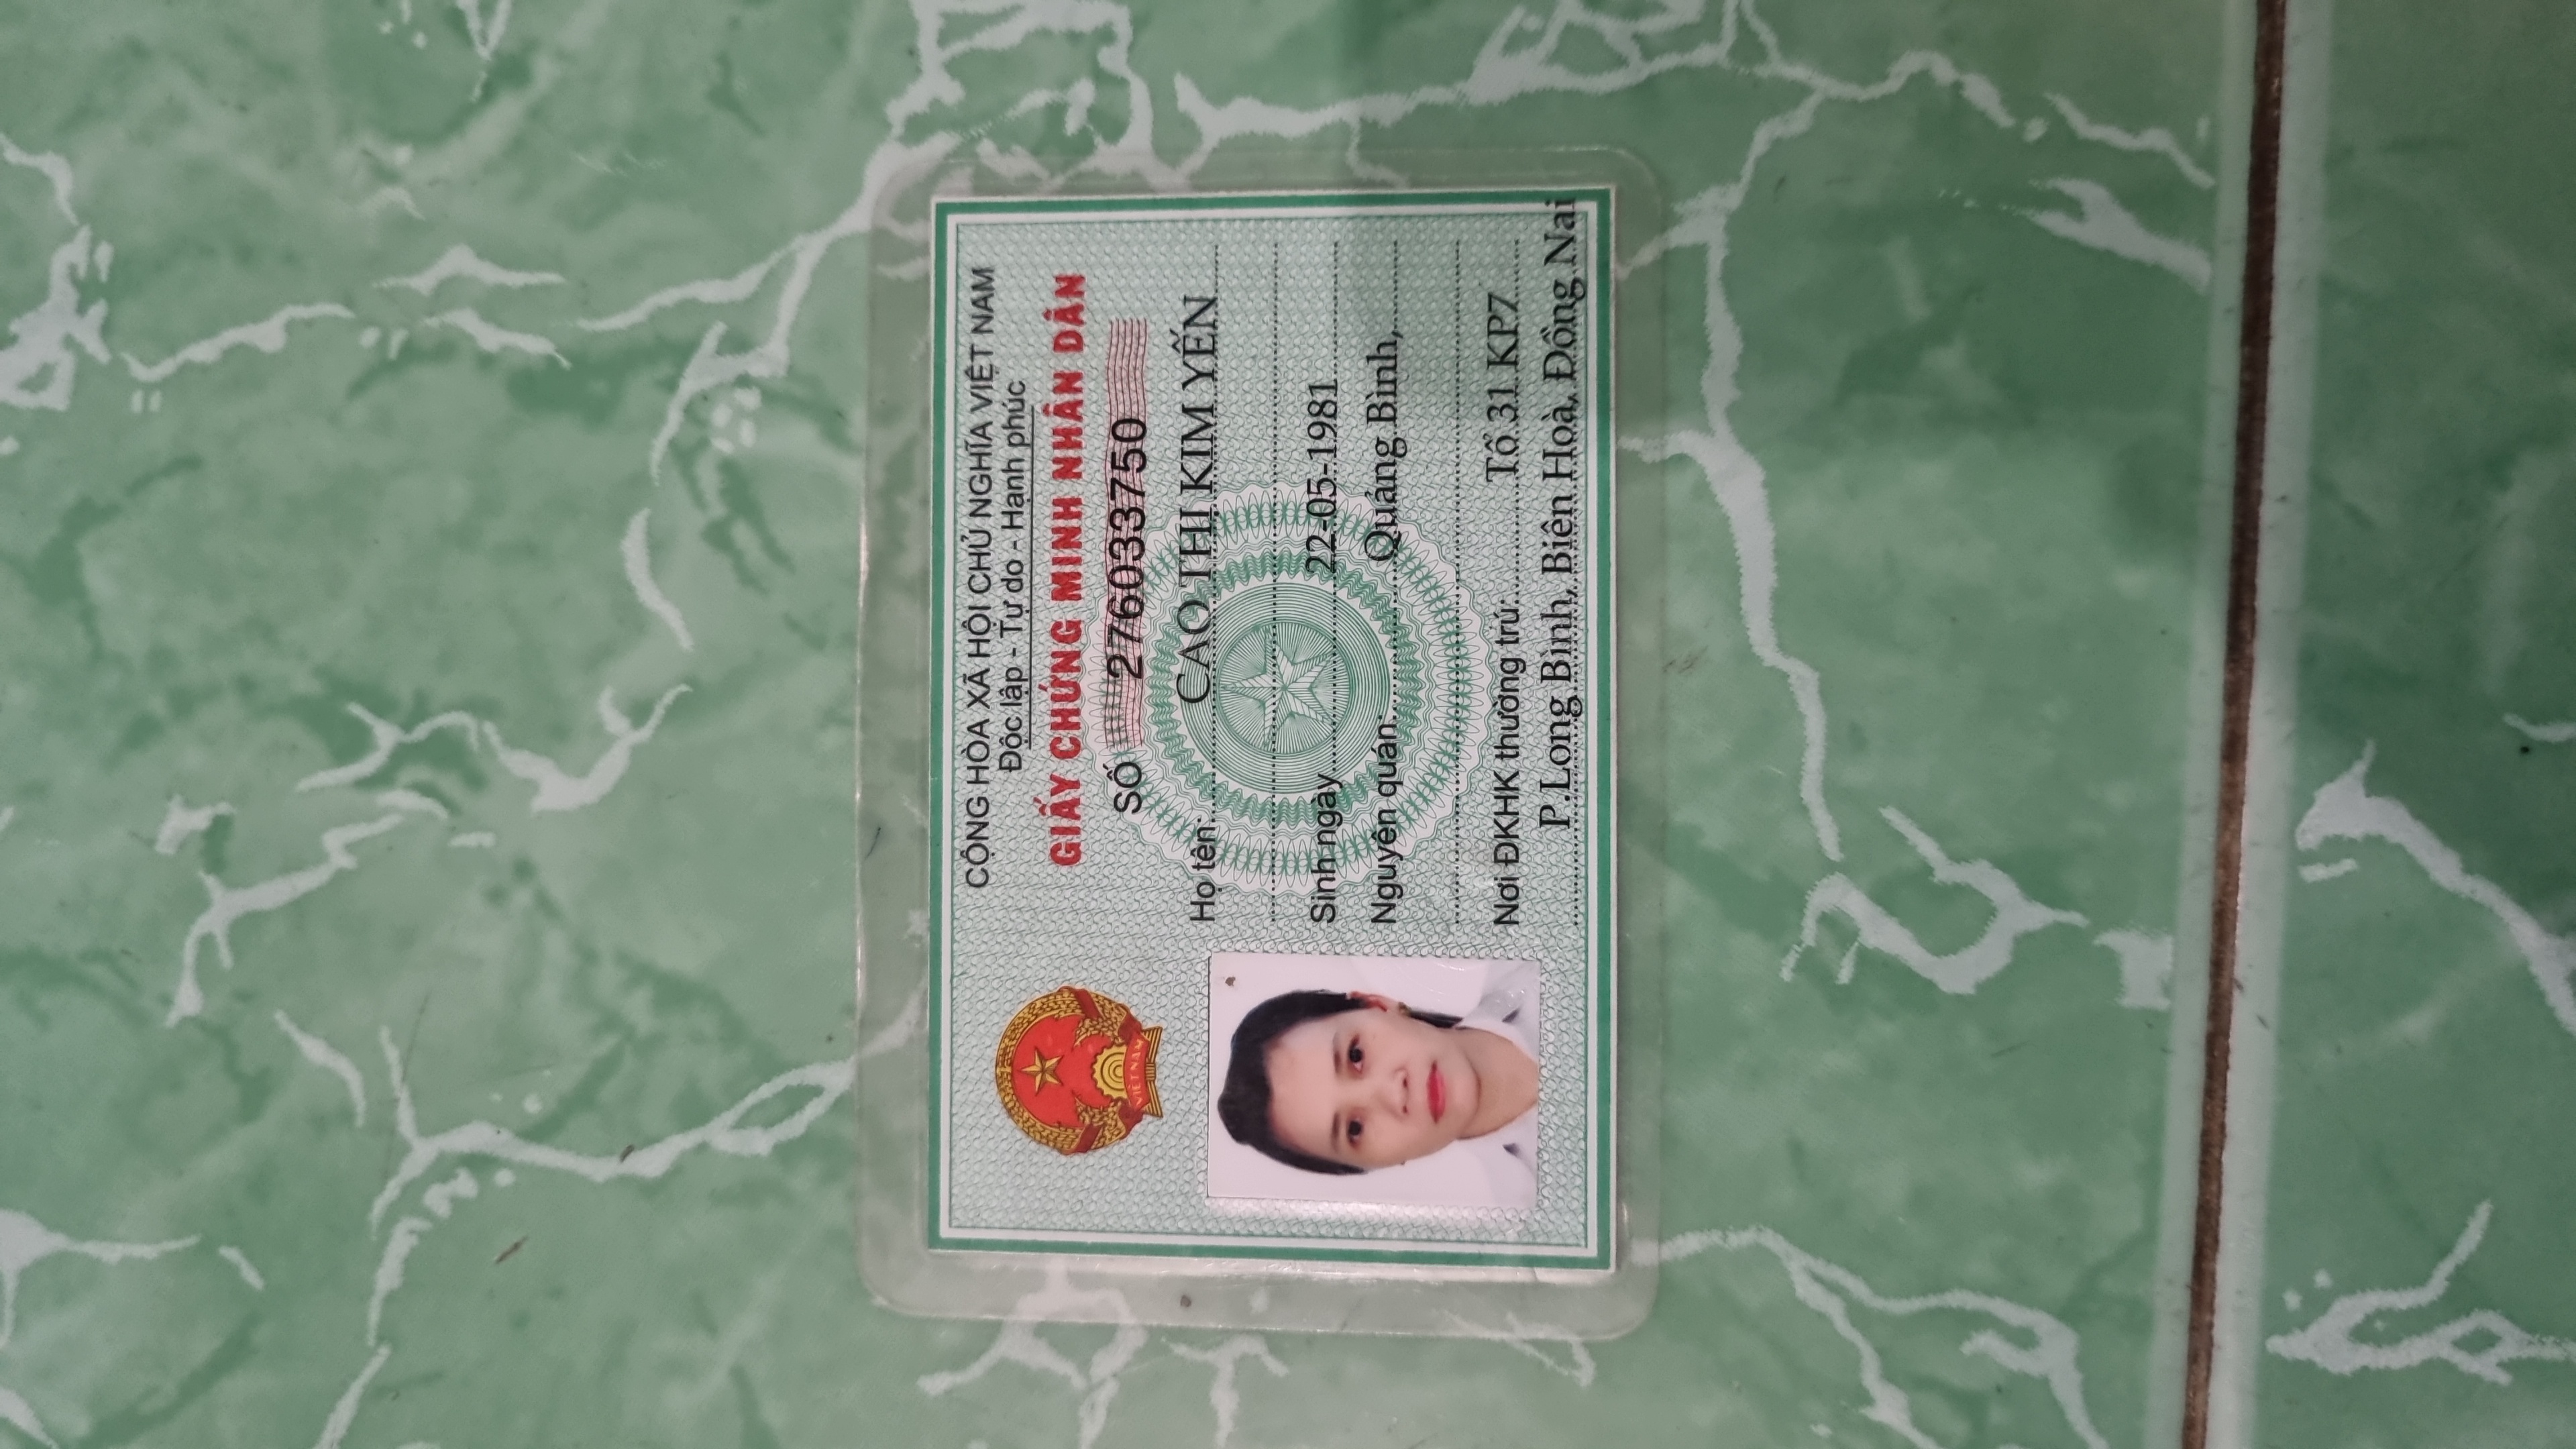 CỘNG HÒA XÃ HỘI CHỦ NGHĨA VIỆT NAM
Độc lập - Tự do - Hạnh phúc
GIẤY CHỨNG MINH NHÂN DÂN
SỐ 276033750
VIET NAM
Họ tên: CAO THỊ KIM YẾN
Sinh ngày 22-05-1981
Nguyên quán: Quảng Bình,
Nơi ĐKHK thường trú: Tổ 31 KP7
P.Long Bình, Biên Hoà, Đồng Nai